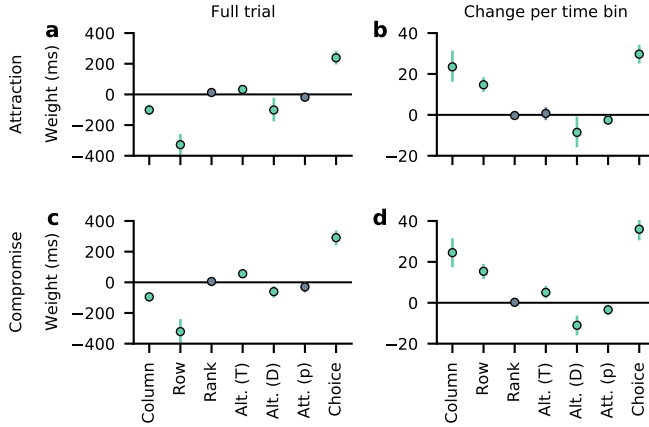 Full trial
Change per time bin
a
b
Attraction
Weight (ms)
400
200
0
−200
−400
40
20
0
−20
c
d
Compromise
Weight (ms)
400
200
0
−200
−400
40
20
0
−20
Column
Row
Rank
Alt. (T)
Alt. (D)
Att. (p)
Choice
Column
Row
Rank
Alt. (T)
Alt. (D)
Att. (p)
Choice